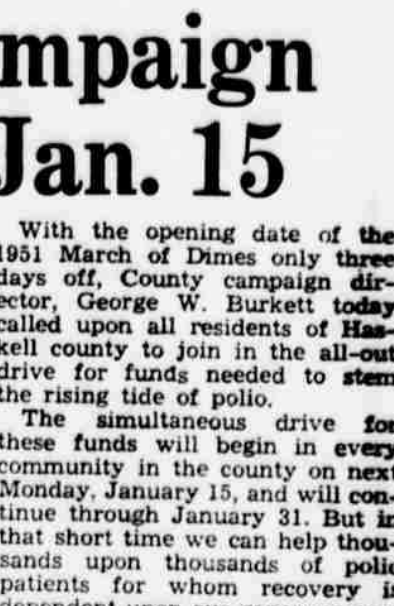 mpaign
Jan. 15
With the opening date of the
1951 March of Dimes only three
days off, County campaign dir-
ector, George W. Burkett today
called upon all residents of Has-
kell county to join in the all-out
drive for funds needed to stem
the rising tide of polio.
The simultaneous drive for
these funds will begin in every
community in the county on next
Monday, January 15, and will con-
tinue through January 31. But in
that short time we can help thou-
sands upon thousands of polio
patients for whom recovery is